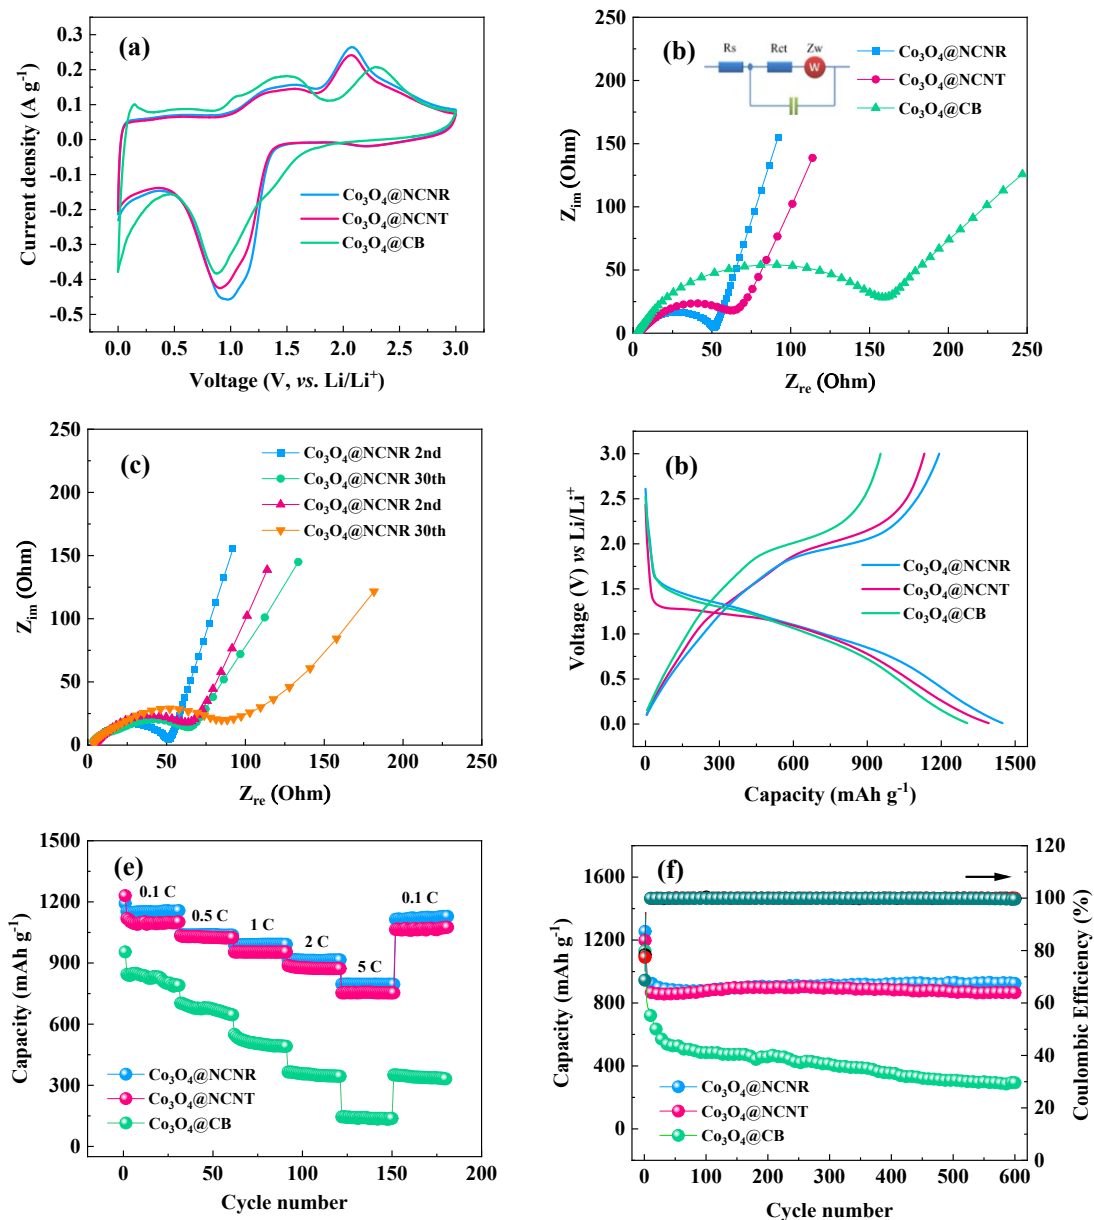 (a)
Current density (A g-1)
0.3
0.2
0.1
0.0
-0.1
-0.2
-0.3
-0.4
-0.5
Co3O4@NCNR
Co3O4@NCNT
Co3O4@CB
0.0 0.5 1.0 1.5 2.0 2.5 3.0
Voltage (V, vs. Li/Li+)
(b)
Zim (Ohm)
250
200
150
100
50
0
Rs Rct Zw
W
Co3O4@NCNR
Co3O4@NCNT
Co3O4@CB
0 50 100 150 200 250
Zre (Ohm)
(c)
Zim (Ohm)
250
200
150
100
50
0
Co3O4@NCNR 2nd
Co3O4@NCNR 30th
Co3O4@NCNR 2nd
Co3O4@NCNR 30th
0 50 100 150 200 250
Zre (Ohm)
(b)
Voltage (V) vs Li/Li+
3.0
2.5
2.0
1.5
1.0
0.5
0.0
Co3O4@NCNR
Co3O4@NCNT
Co3O4@CB
0 300 600 900 1200 1500
Capacity (mAh g-1)
(e)
Capacity (mAh g-1)
1500
1200
900
600
300
0
0.1 C
0.5 C
1 C
2 C
5 C
0.1 C
Co3O4@NCNR
Co3O4@NCNT
Co3O4@CB
0 50 100 150 200
Cycle number
(f)
Capacity (mAh g-1)
1600
1200
800
400
0
Co3O4@NCNR
Co3O4@NCNT
Co3O4@CB
0 100 200 300 400 500 600
Cycle number
120
100
80
60
40
30
20
0
Coulombic Efficiency (%)